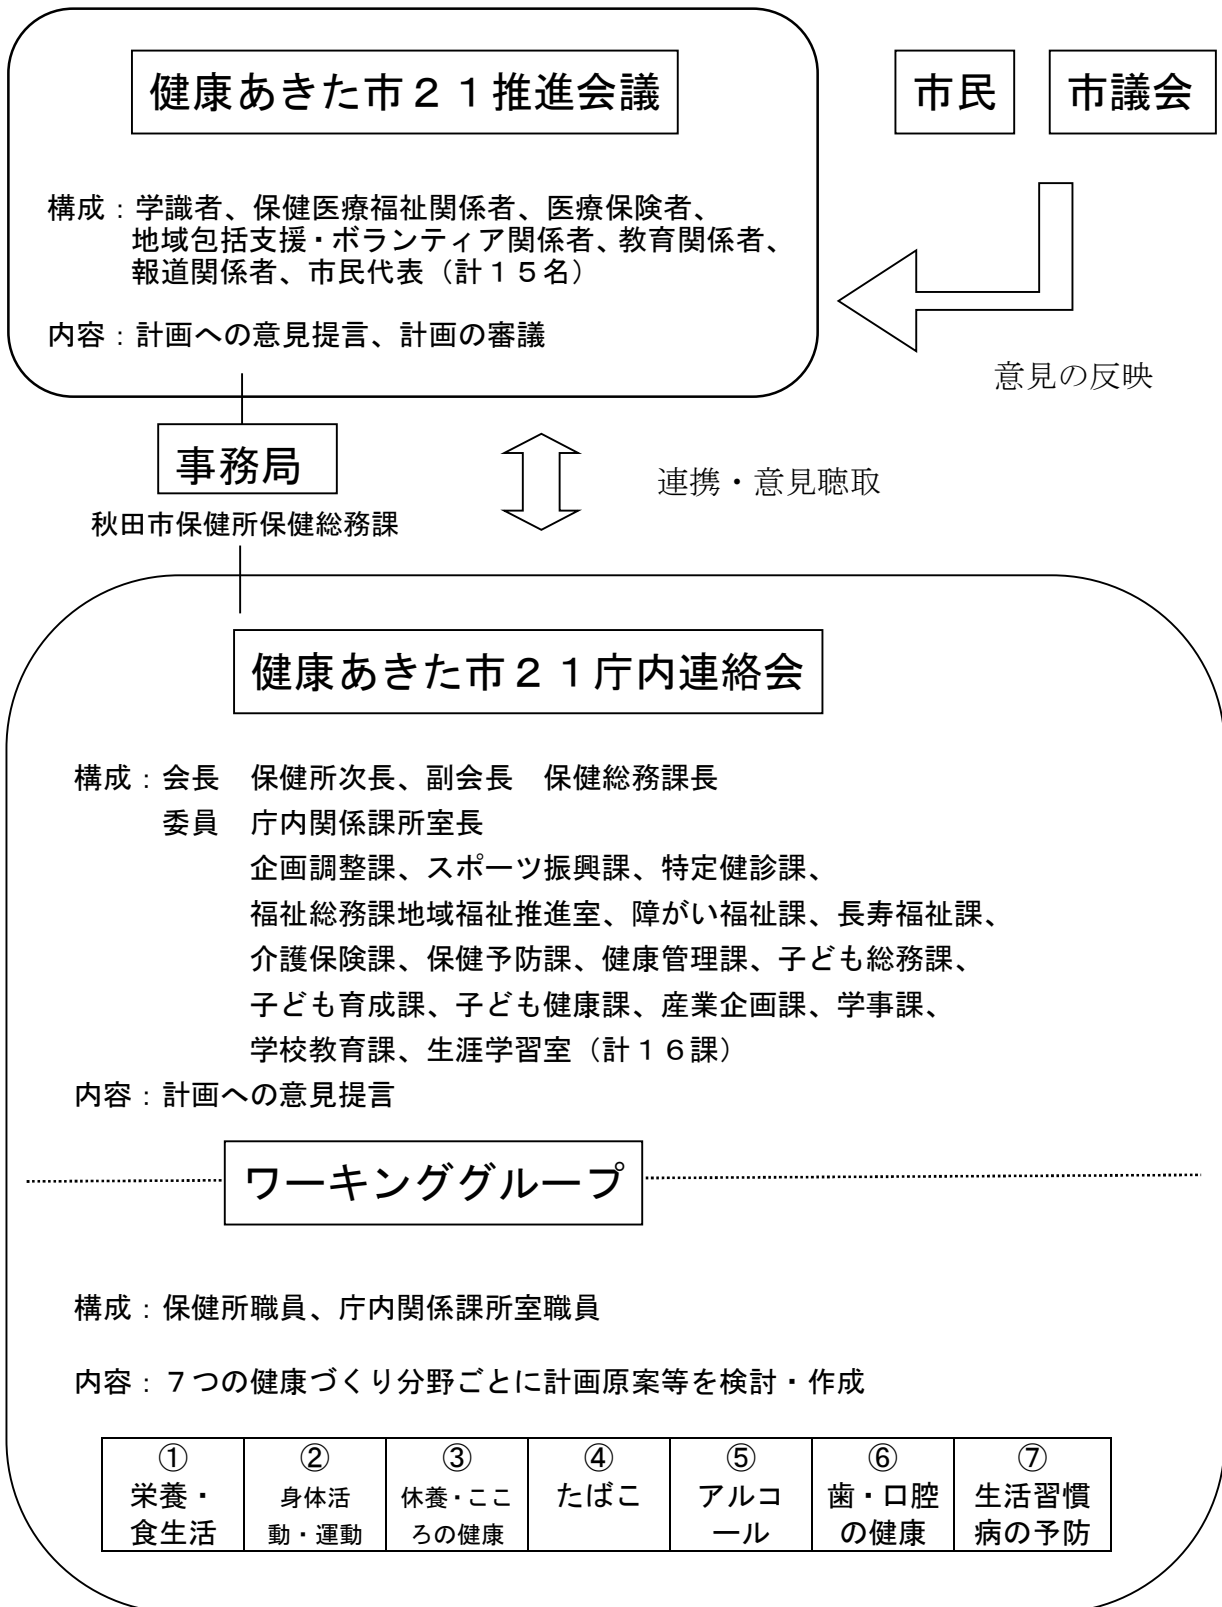 健康あきた市２１推進会議
市民
市議会
構成：学識者、保健医療福祉関係者、医療保険者、
地域包括支援・ボランティア関係者、教育関係者、
報道関係者、市民代表（計１５名）
内容：計画への意見提言、計画の審議
意見の反映
事務局
連携・意見聴取
秋田市保健所保健総務課
健康あきた市２１庁内連絡会
構成：会長　保健所次長、副会長　保健総務課長
委員　庁内関係課所室長
企画調整課、スポーツ振興課、特定健診課、
福祉総務課地域福祉推進室、障がい福祉課、長寿福祉課、
介護保険課、保健予防課、健康管理課、子ども総務課、
子ども育成課、子ども健康課、産業企画課、学事課、
学校教育課、生涯学習室（計１６課）
内容：計画への意見提言
ワーキンググループ
構成：保健所職員、庁内関係課所室職員
内容：７つの健康づくり分野ごとに計画原案等を検討・作成
①
栄養・
食生活
②
身体活
動・運動
③
休養・ここ
ろの健康
④
たばこ
⑤
アルコ
ール
⑥
歯・口腔
の健康
⑦
生活習慣
病の予防